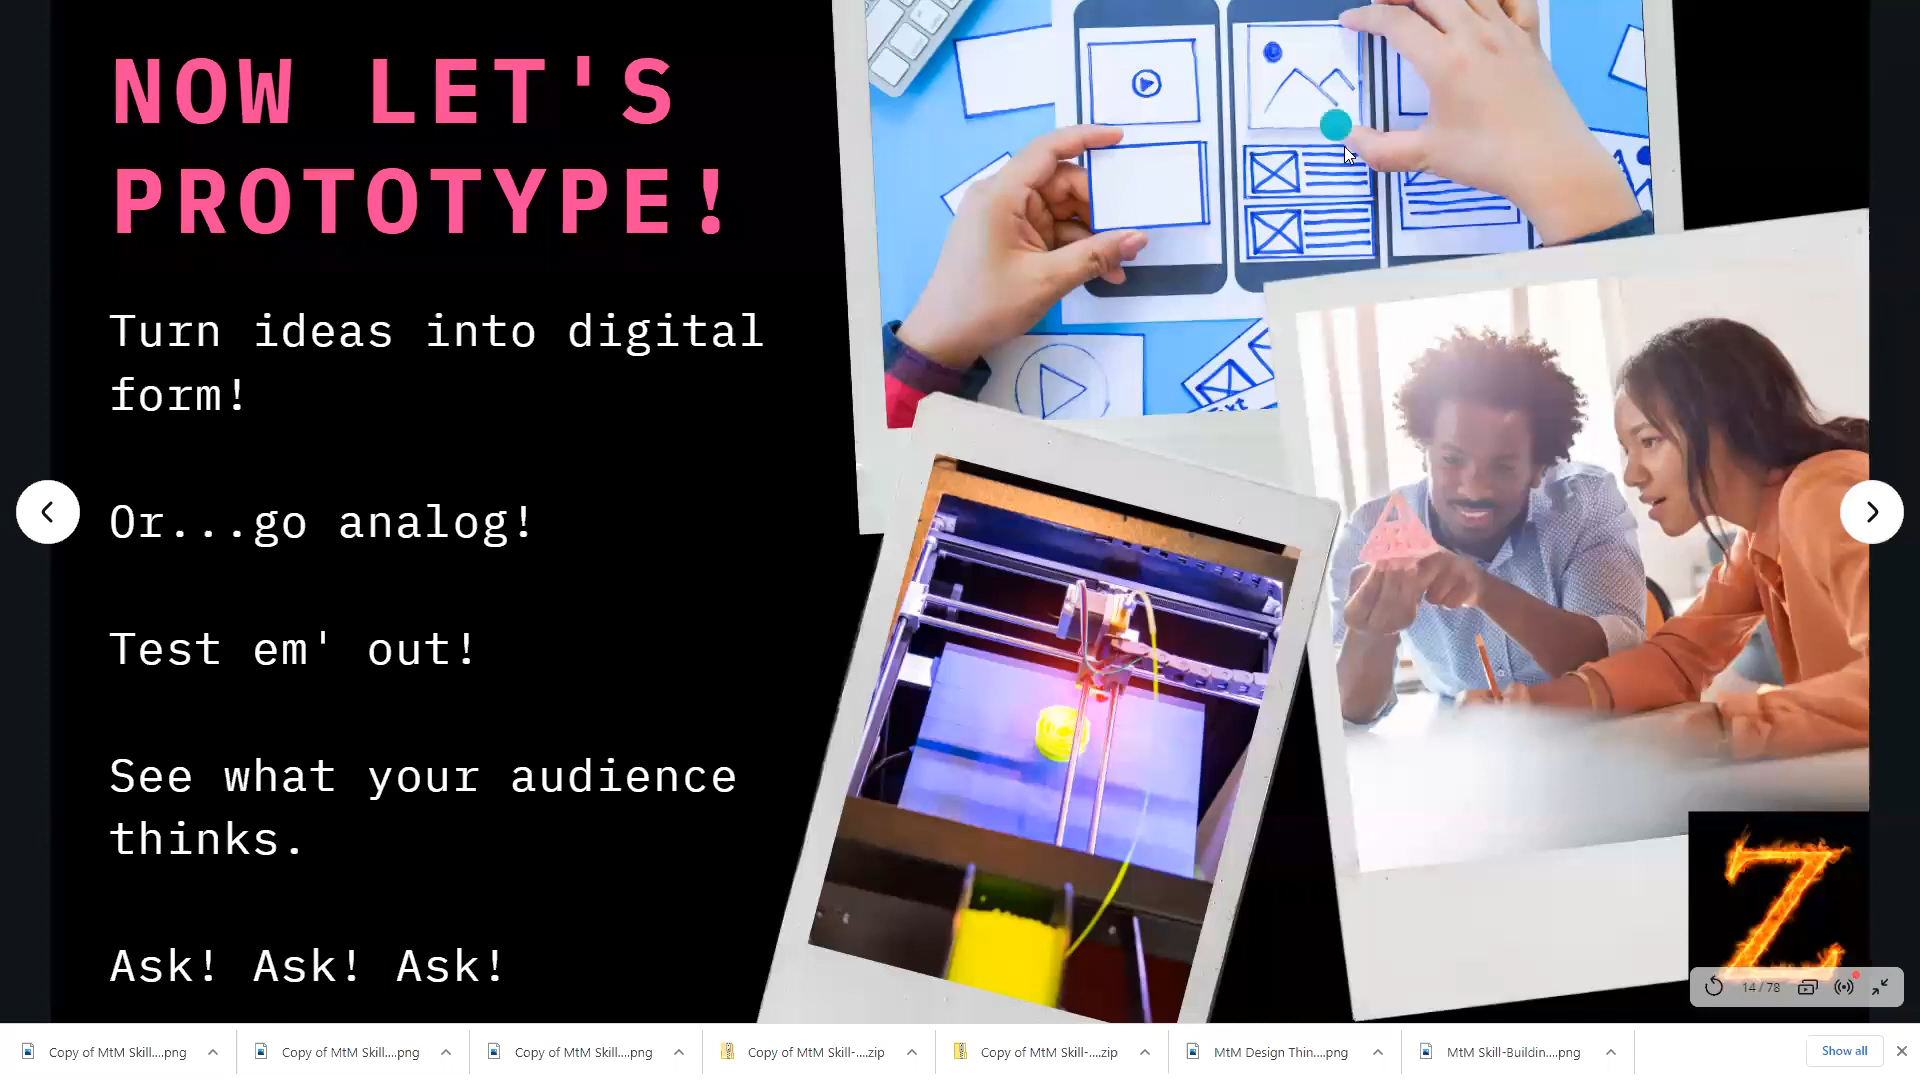 NOW LET'S
PROTOTYPE!
Turn ideas into digital
form!
Or...go analog!
Test em' out!
See what your audience
thinks.
Ask! Ask! Ask!
Z
14 / 78
Copy of MtM Skill....png
Copy of MtM Skill....png
Copy of MtM Skill....png
Copy of MtM Skill-....zip
Copy of MtM Skill-....zip
MtM Design Thin....png
MtM Skill-Buildin....png
Show all